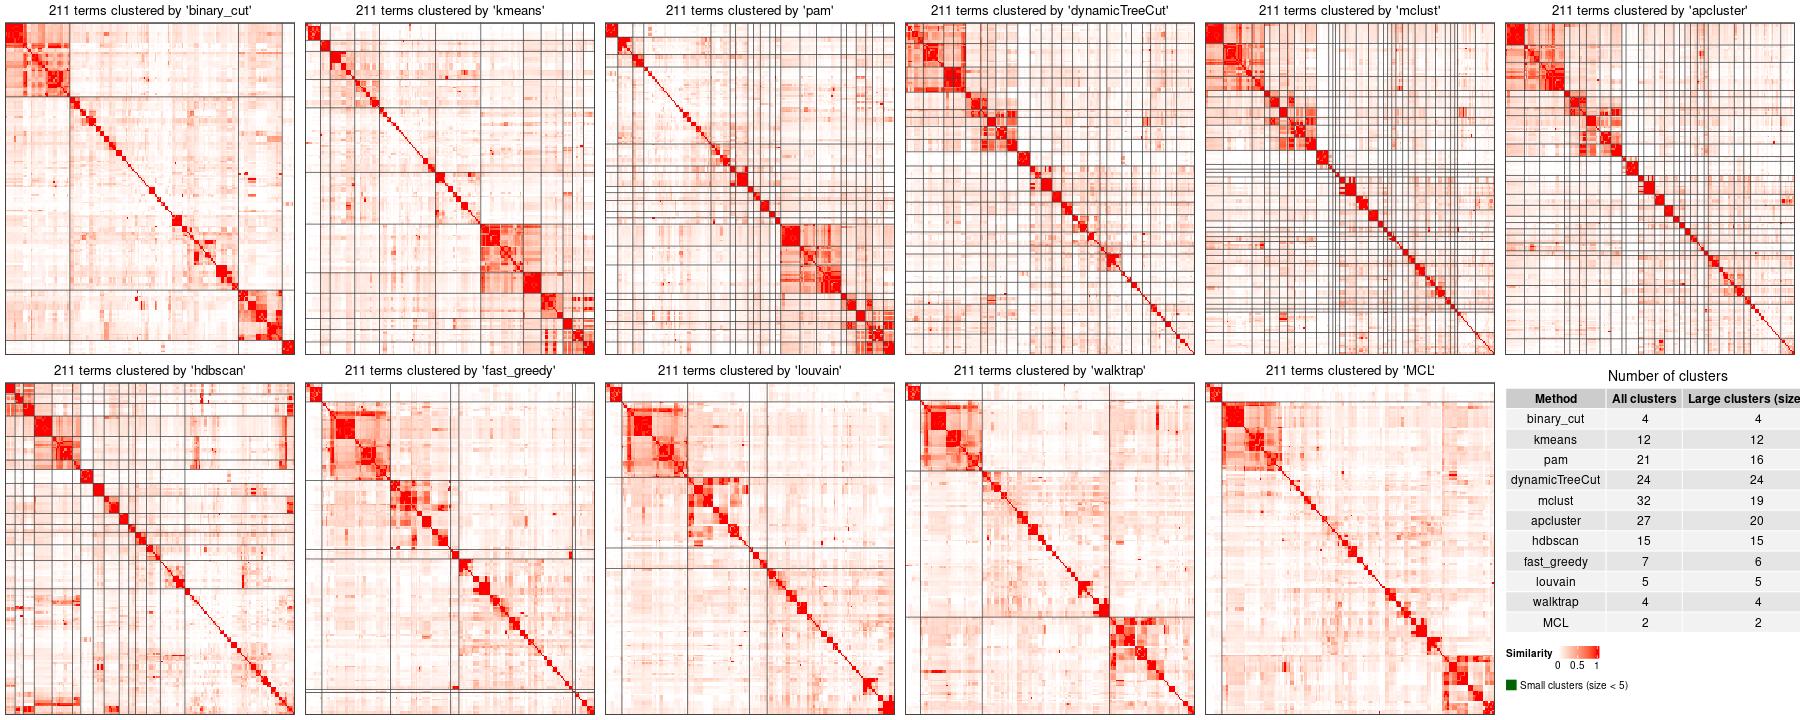 211 terms clustered by 'binary_cut'
211 terms clustered by 'kmeans'
211 terms clustered by 'pam'
211 terms clustered by 'dynamicTreeCut'
211 terms clustered by 'mclust'
211 terms clustered by 'apcluster'
211 terms clustered by 'hdbscan'
211 terms clustered by 'fast_greedy'
211 terms clustered by 'louvain'
211 terms clustered by 'walktrap'
211 terms clustered by 'MCL'
Number of clusters
Method All clusters Large clusters (size
binary_cut 4 4
kmeans 12 12
pam 21 16
dynamicTreeCut 24 24
mclust 32 19
apcluster 27 20
hdbscan 15 15
fast_greedy 7 6
louvain 5 5
walktrap 4 4
MCL 2 2
Similarity
0 0.5 1
Small clusters (size < 5)